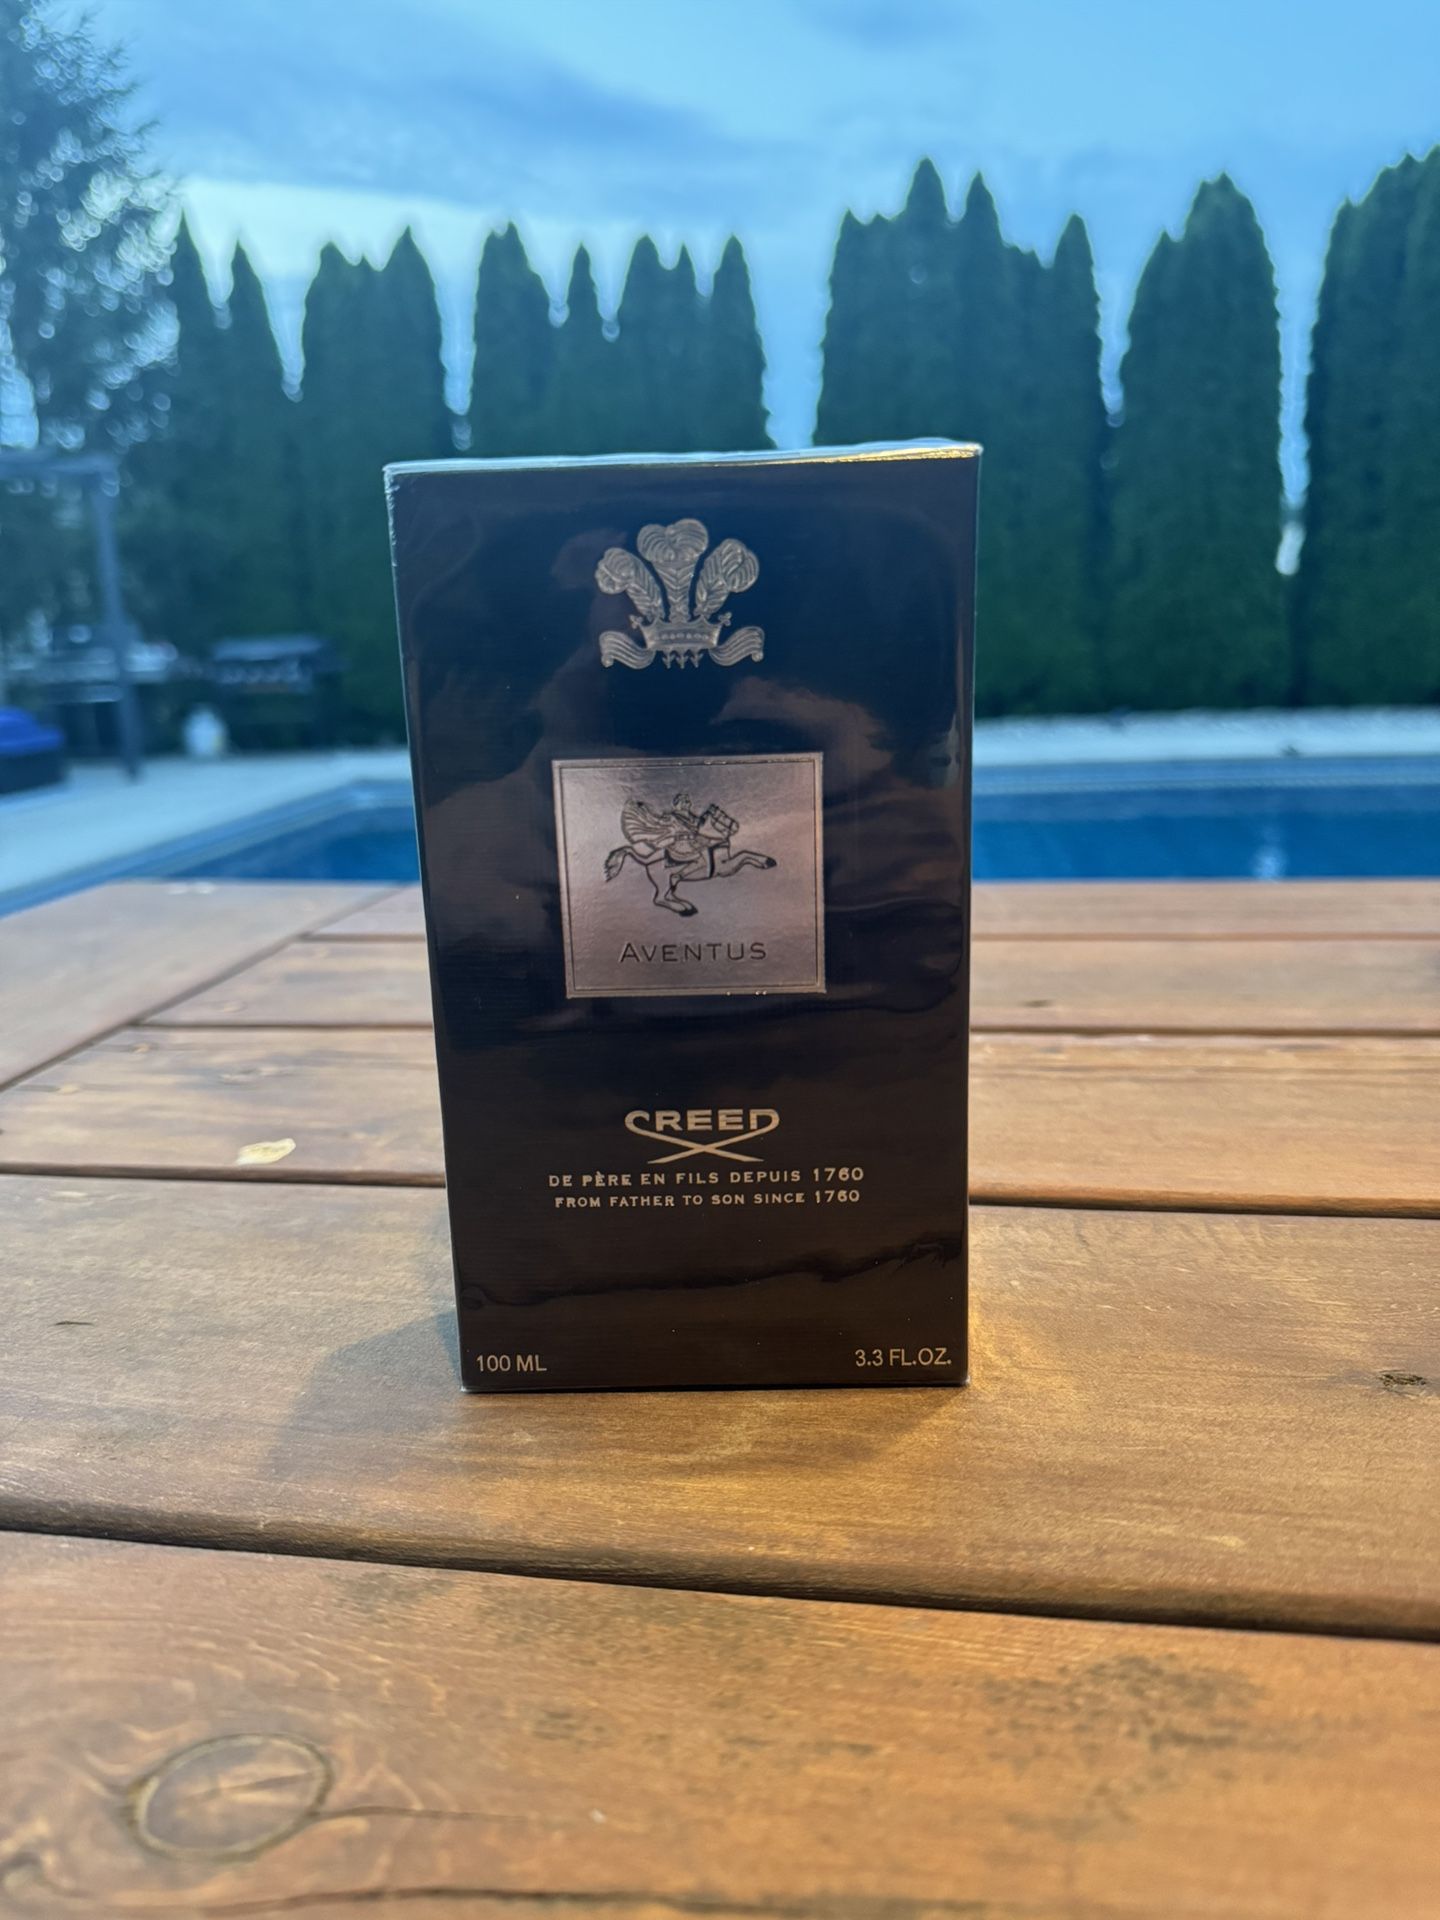 AVENTUS
CREED
DE PÈRE EN FILS DEPUIS 1760
FROM FATHER TO SON SINCE 1760
100 ML
3.3 FL.OZ.